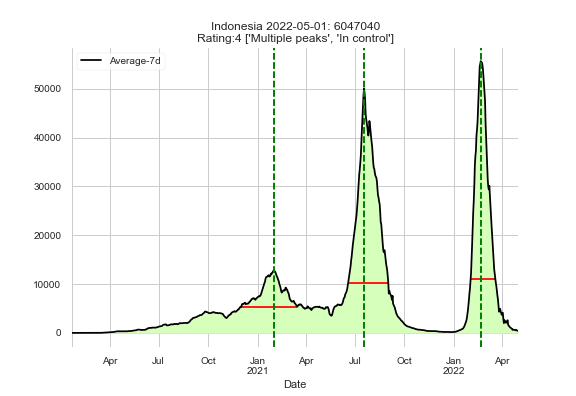 Indonesia 2022-05-01: 6047040
Rating:4 ['Multiple peaks', 'In control']
Average-7d
50000
40000
30000
20000
10000
0
Apr Jul Oct Jan Apr Jul Oct Jan Apr
2021 2022
Date